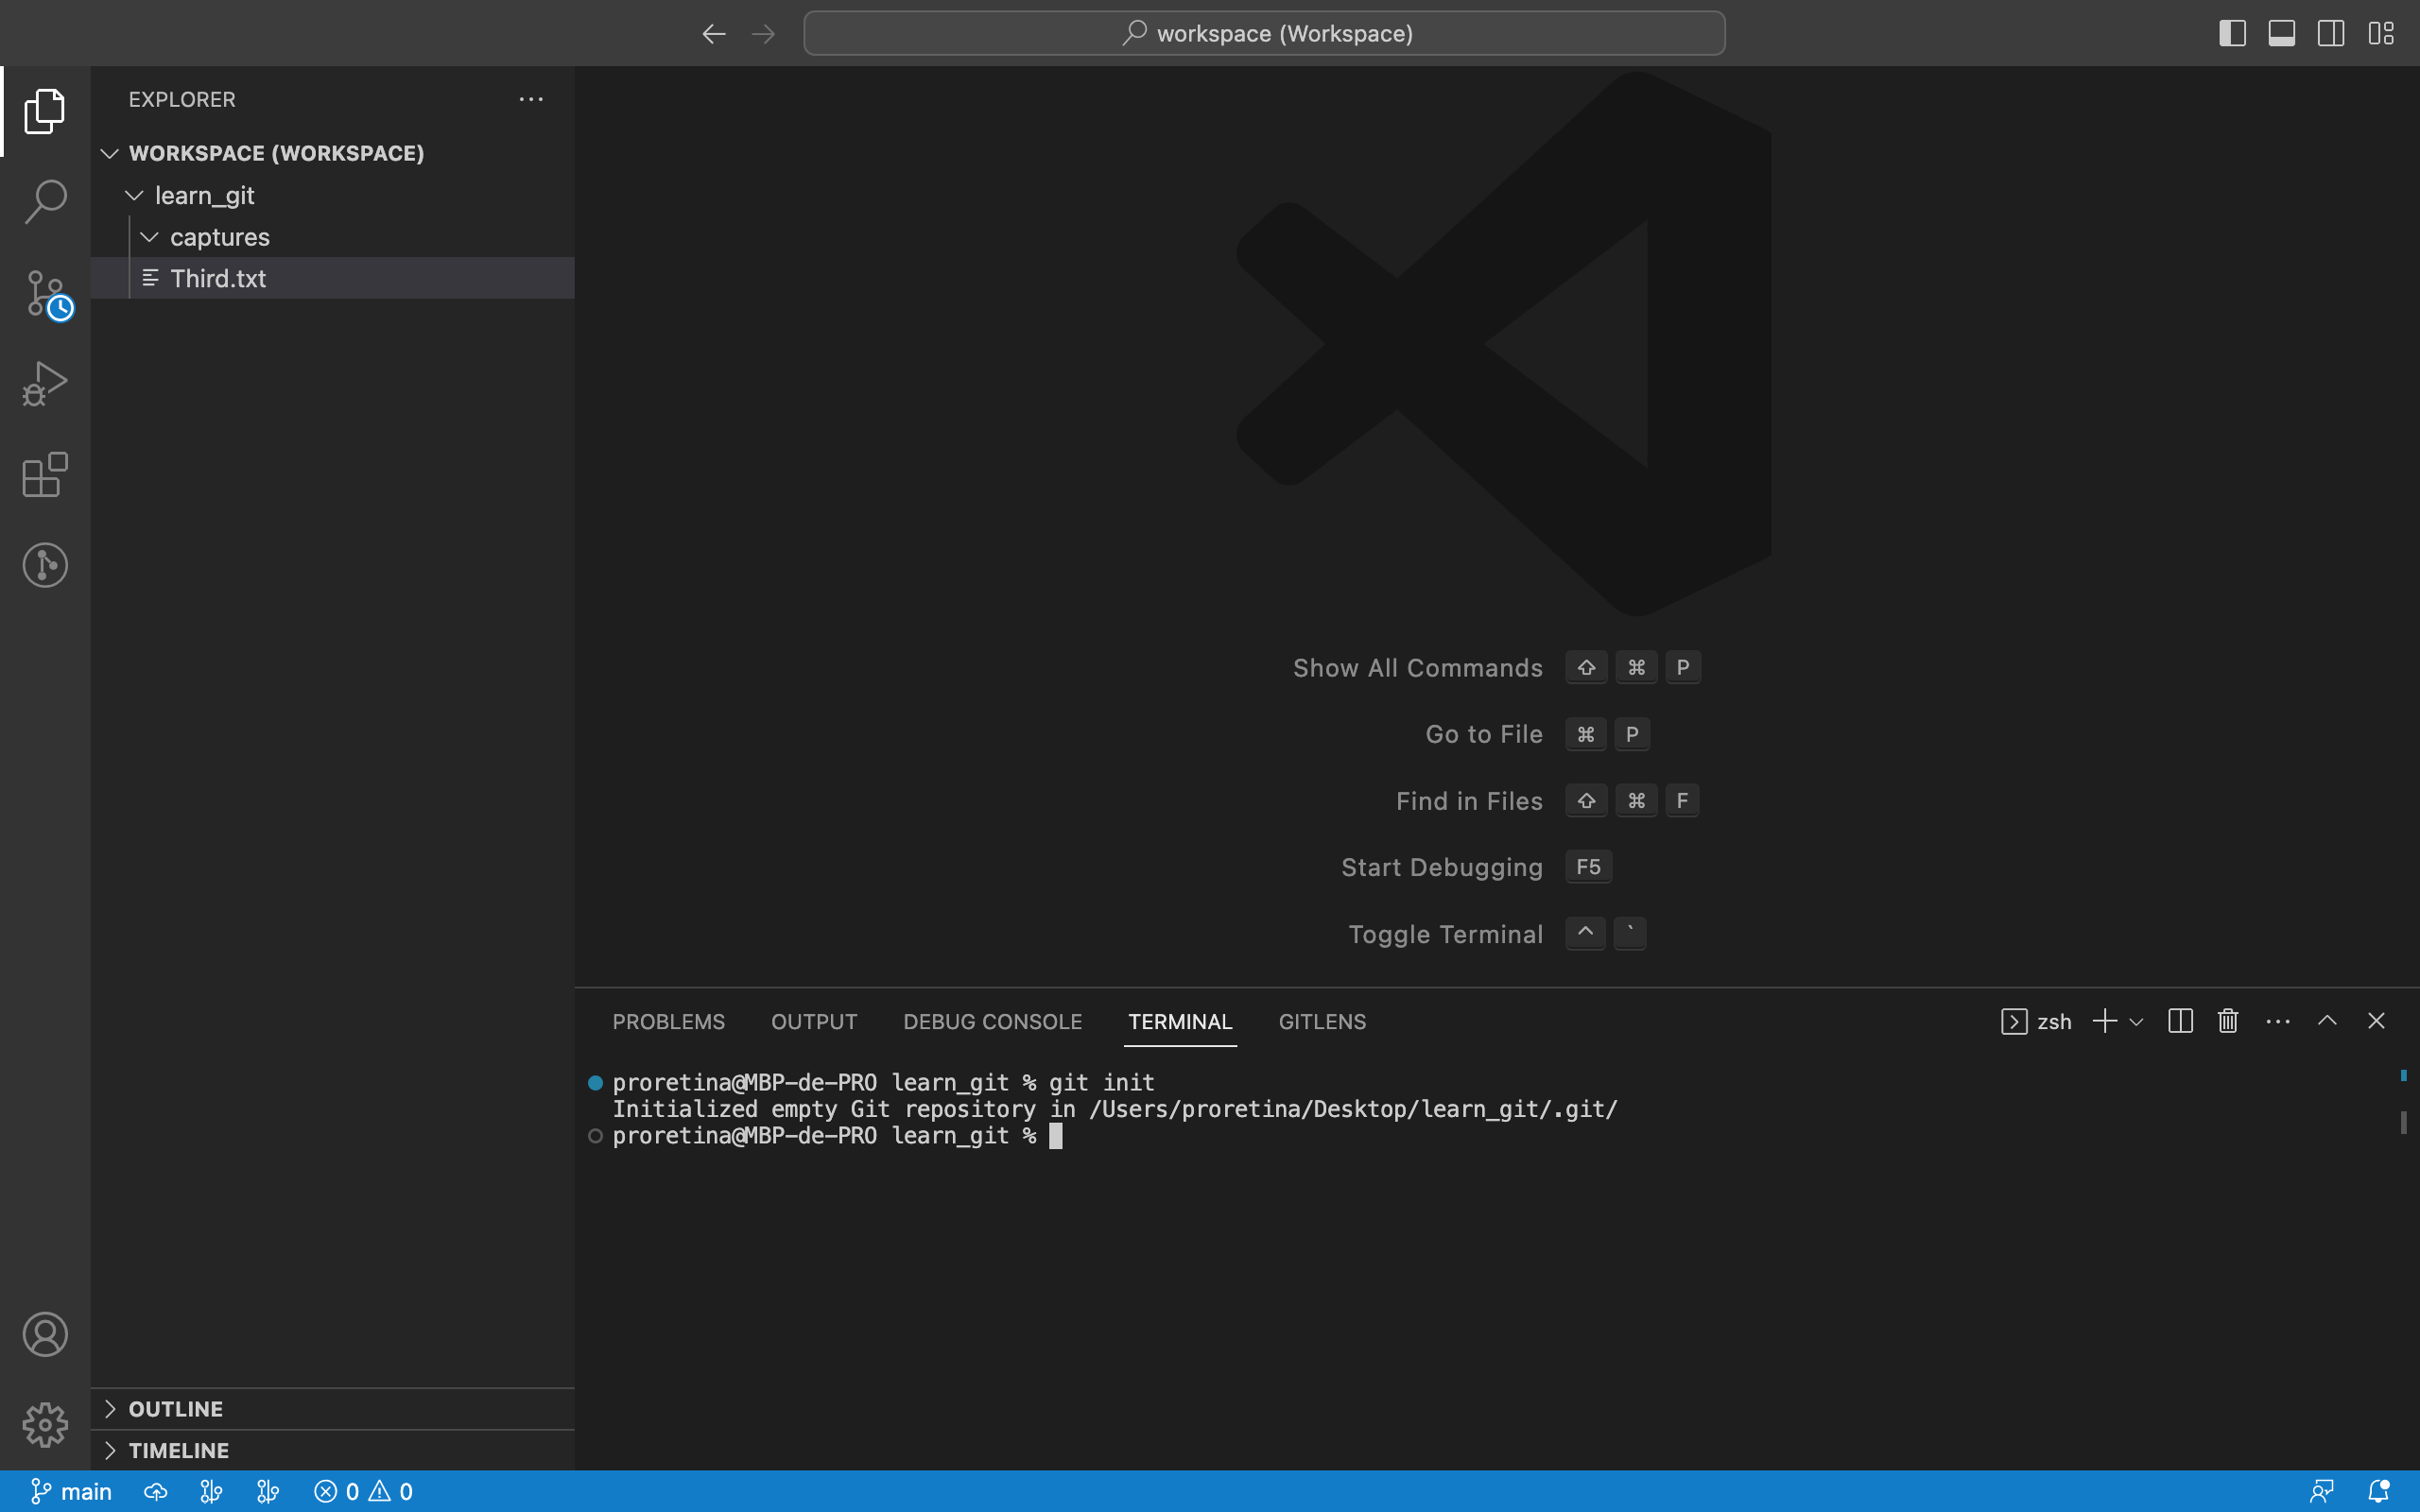 workspace (Workspace)
EXPLORER
WORKSPACE (WORKSPACE)
learn_git
captures
Third.txt
Show All Commands ⇧ ⌘ P
Go to File ⌘ P
Find in Files ⇧ ⌘ F
Start Debugging F5
Toggle Terminal ^ `
PROBLEMS OUTPUT DEBUG CONSOLE TERMINAL GITLENS
zsh
proretina@MBP-de-PRO learn_git % git init
Initialized empty Git repository in /Users/proretina/Desktop/learn_git/.git/
proretina@MBP-de-PRO learn_git %
OUTLINE
TIMELINE
main 0 0